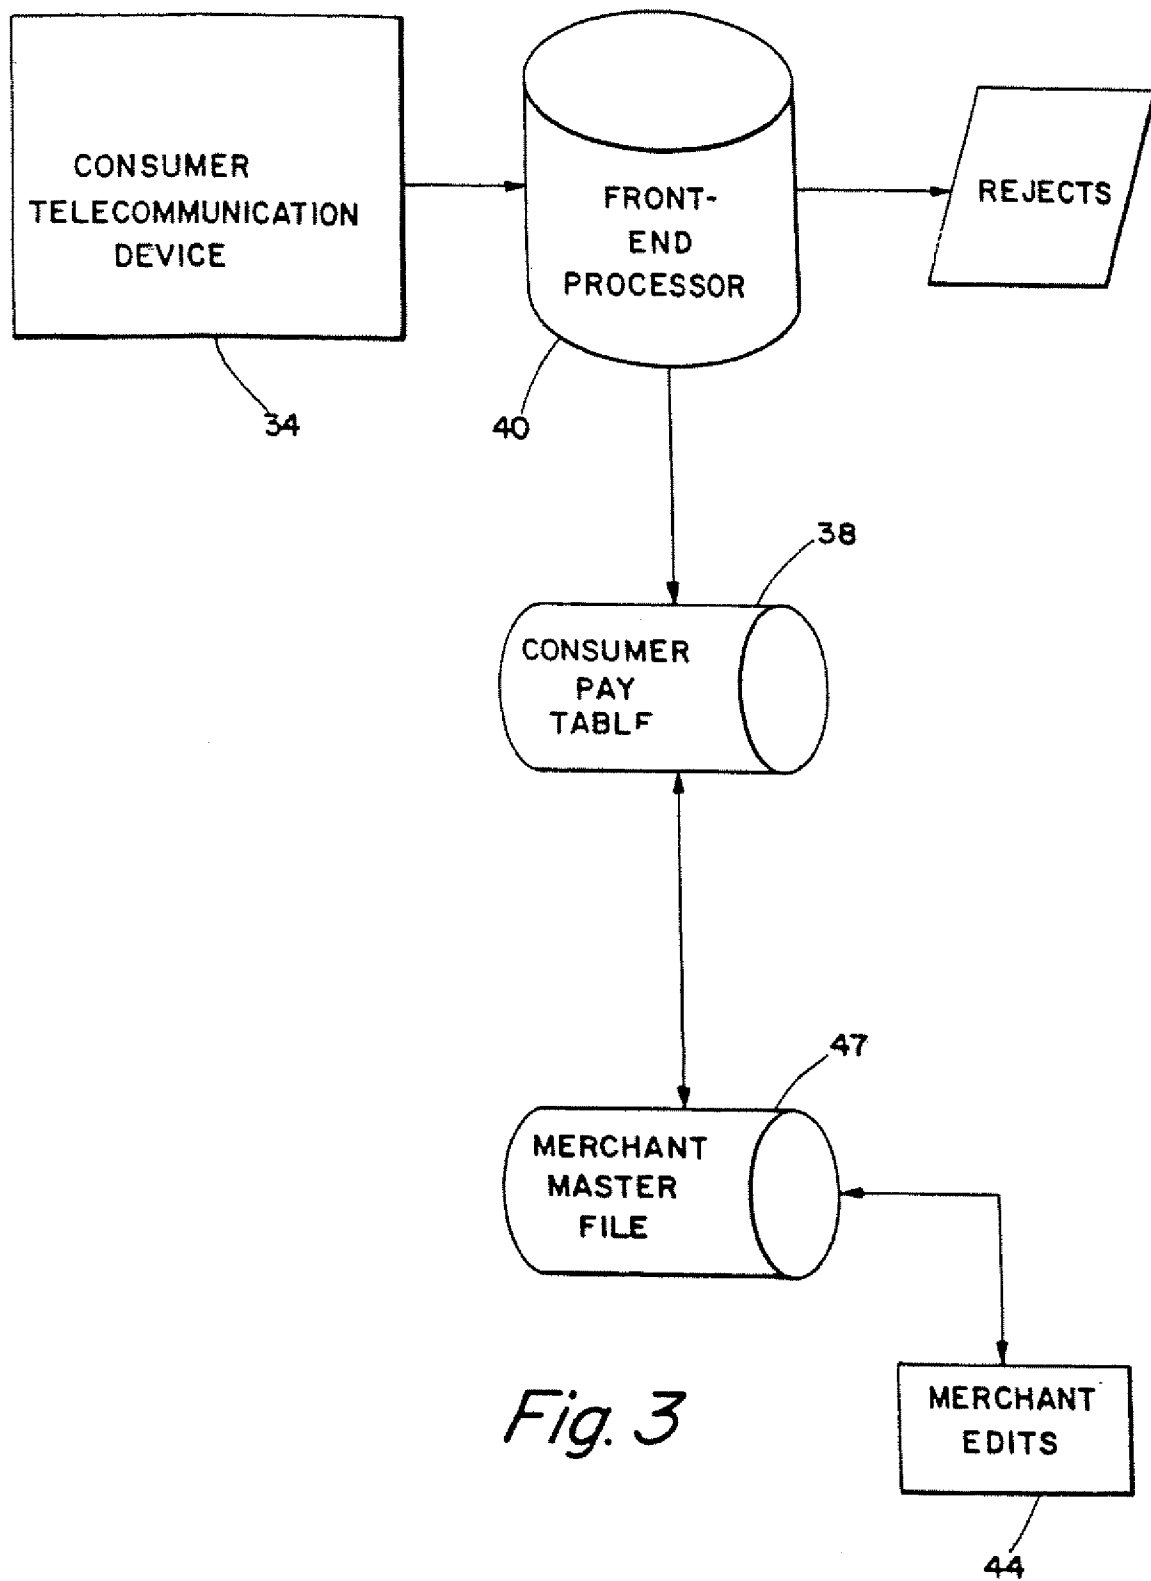 CONSUMER
TELECOMMUNICATION
DEVICE
34
FRONT-
END
PROCESSOR
40
REJECTS
38
CONSUMER
PAY
TABLE
47
MERCHANT
MASTER
FILE
MERCHANT
EDITS
44
Fig. 3